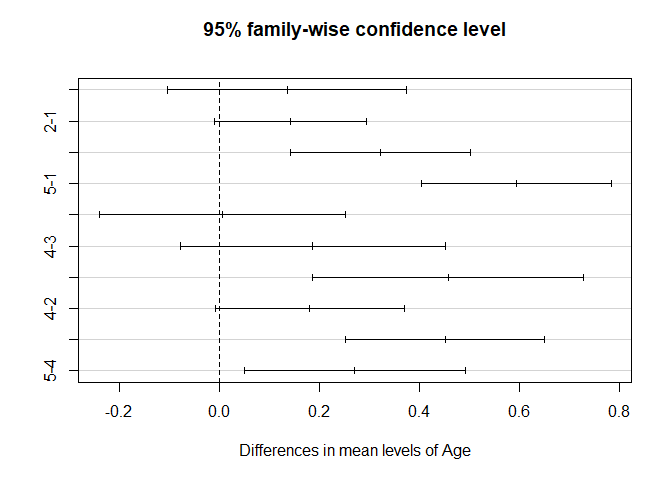 95% family-wise confidence level
2-1
5-1
4-3
4-2
5-4
-0.2 0.0 0.2 0.4 0.6 0.8
Differences in mean levels of Age